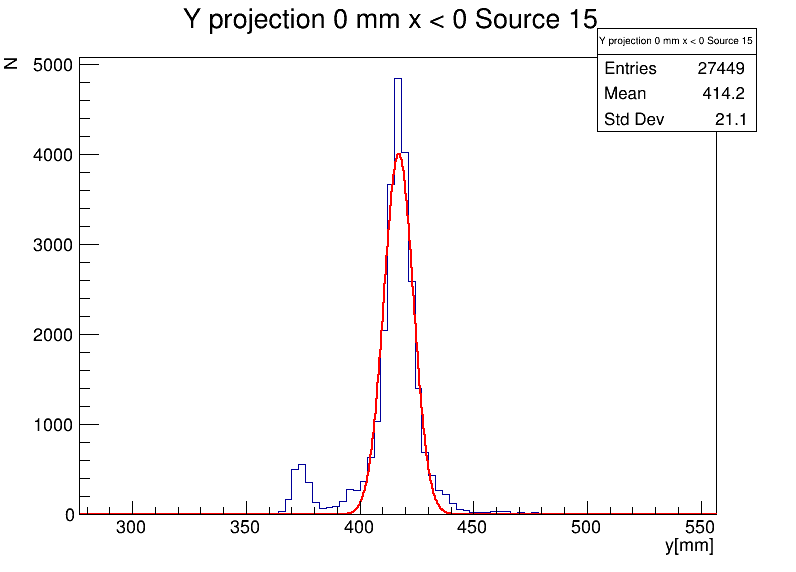 Y projection 0 mm x < 0 Source 15
Y projection 0 mm x < 0 Source 15
Entries 27449
Mean 414.2
Std Dev 21.1
N
5000
4000
3000
2000
1000
0
300 350 400 450 500 550
y[mm]